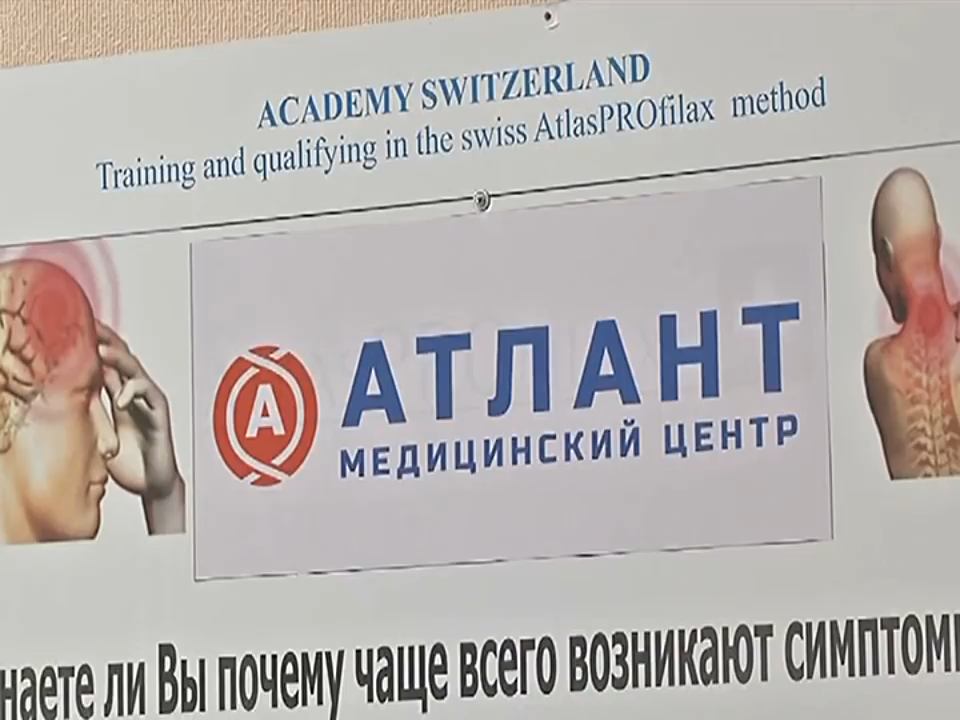 ACADEMY SWITZERLAND
Training and qualifying in the swiss AtlasPROfilax method
А АТЛАНТ
МЕДИЦИНСКИЙ ЦЕНТР
наете ли Вы почему чаще всего возникают симптом